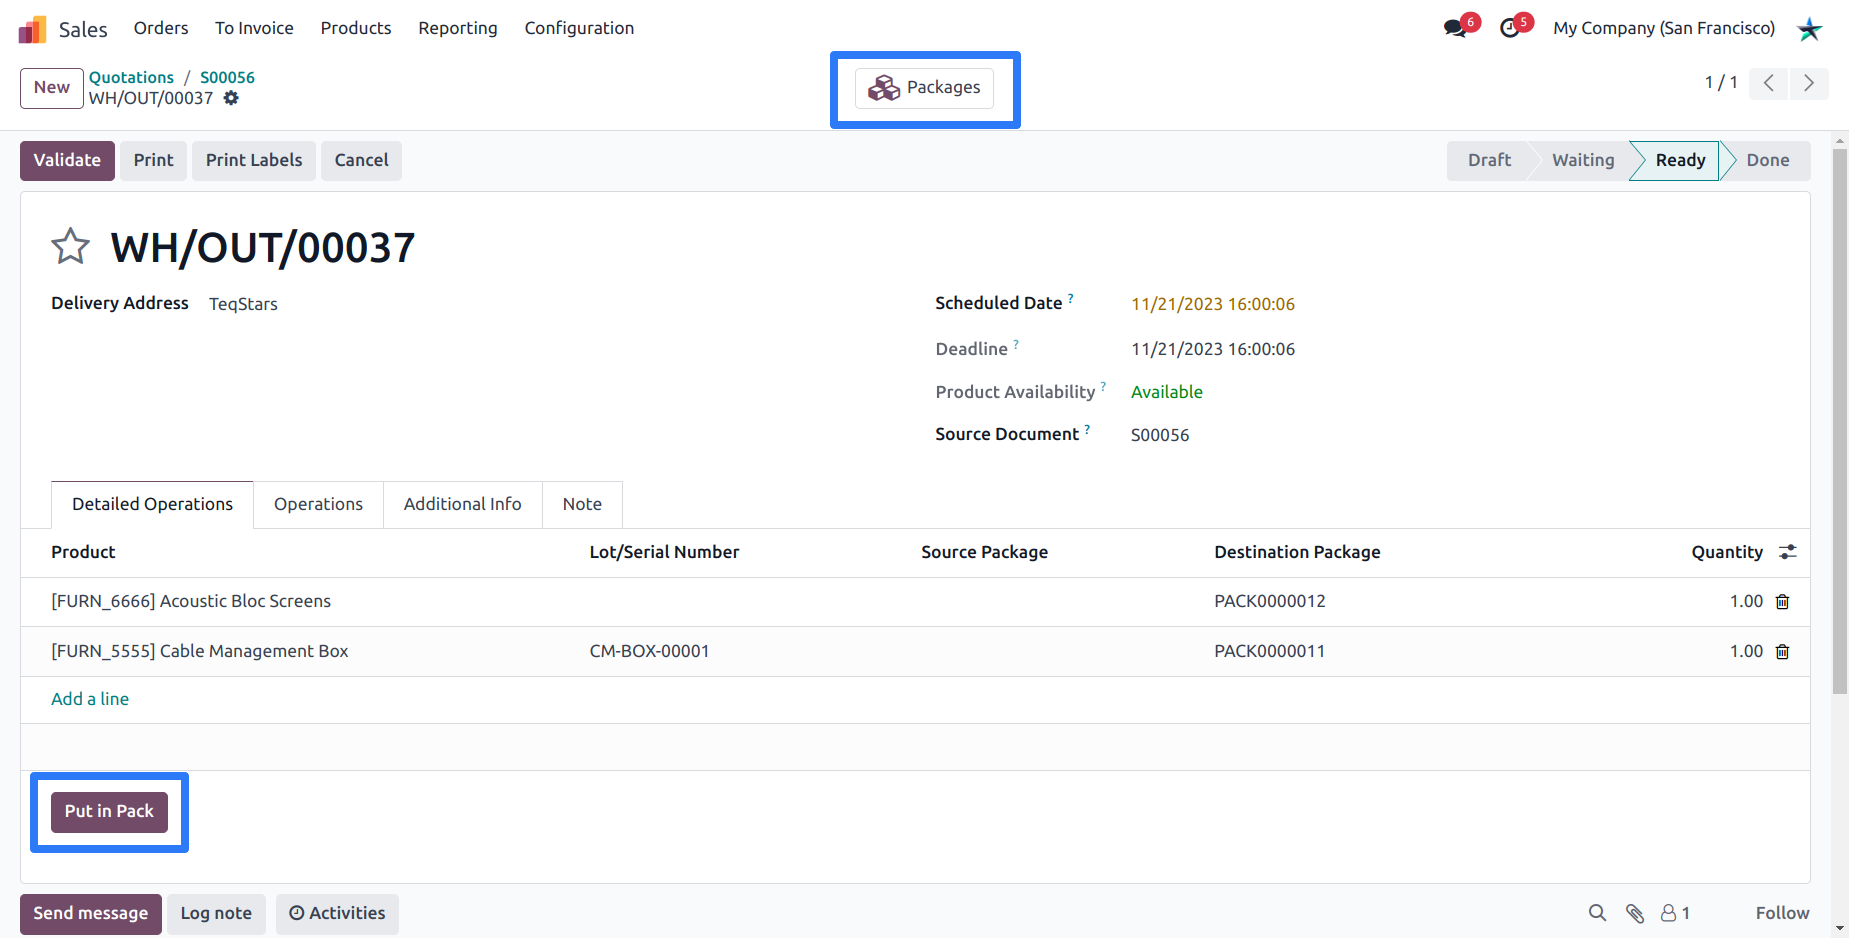 Sales Orders To Invoice Products Reporting Configuration 6 5 My Company (San Francisco)
New Quotations / S00056 Packages 1 / 1
WH/OUT/00037
Validate Print Print Labels Cancel Draft Waiting Ready Done
WH/OUT/00037
Delivery Address TeqStars Scheduled Date ? 11/21/2023 16:00:06
Deadline ? 11/21/2023 16:00:06
Product Availability ? Available
Source Document ? S00056
Detailed Operations Operations Additional Info Note
Product Lot/Serial Number Source Package Destination Package Quantity
[FURN_6666] Acoustic Bloc Screens PACK0000012 1.00
[FURN_5555] Cable Management Box CM-BOX-00001 PACK0000011 1.00
Add a line
Put in Pack
Send message Log note Activities 1 Follow